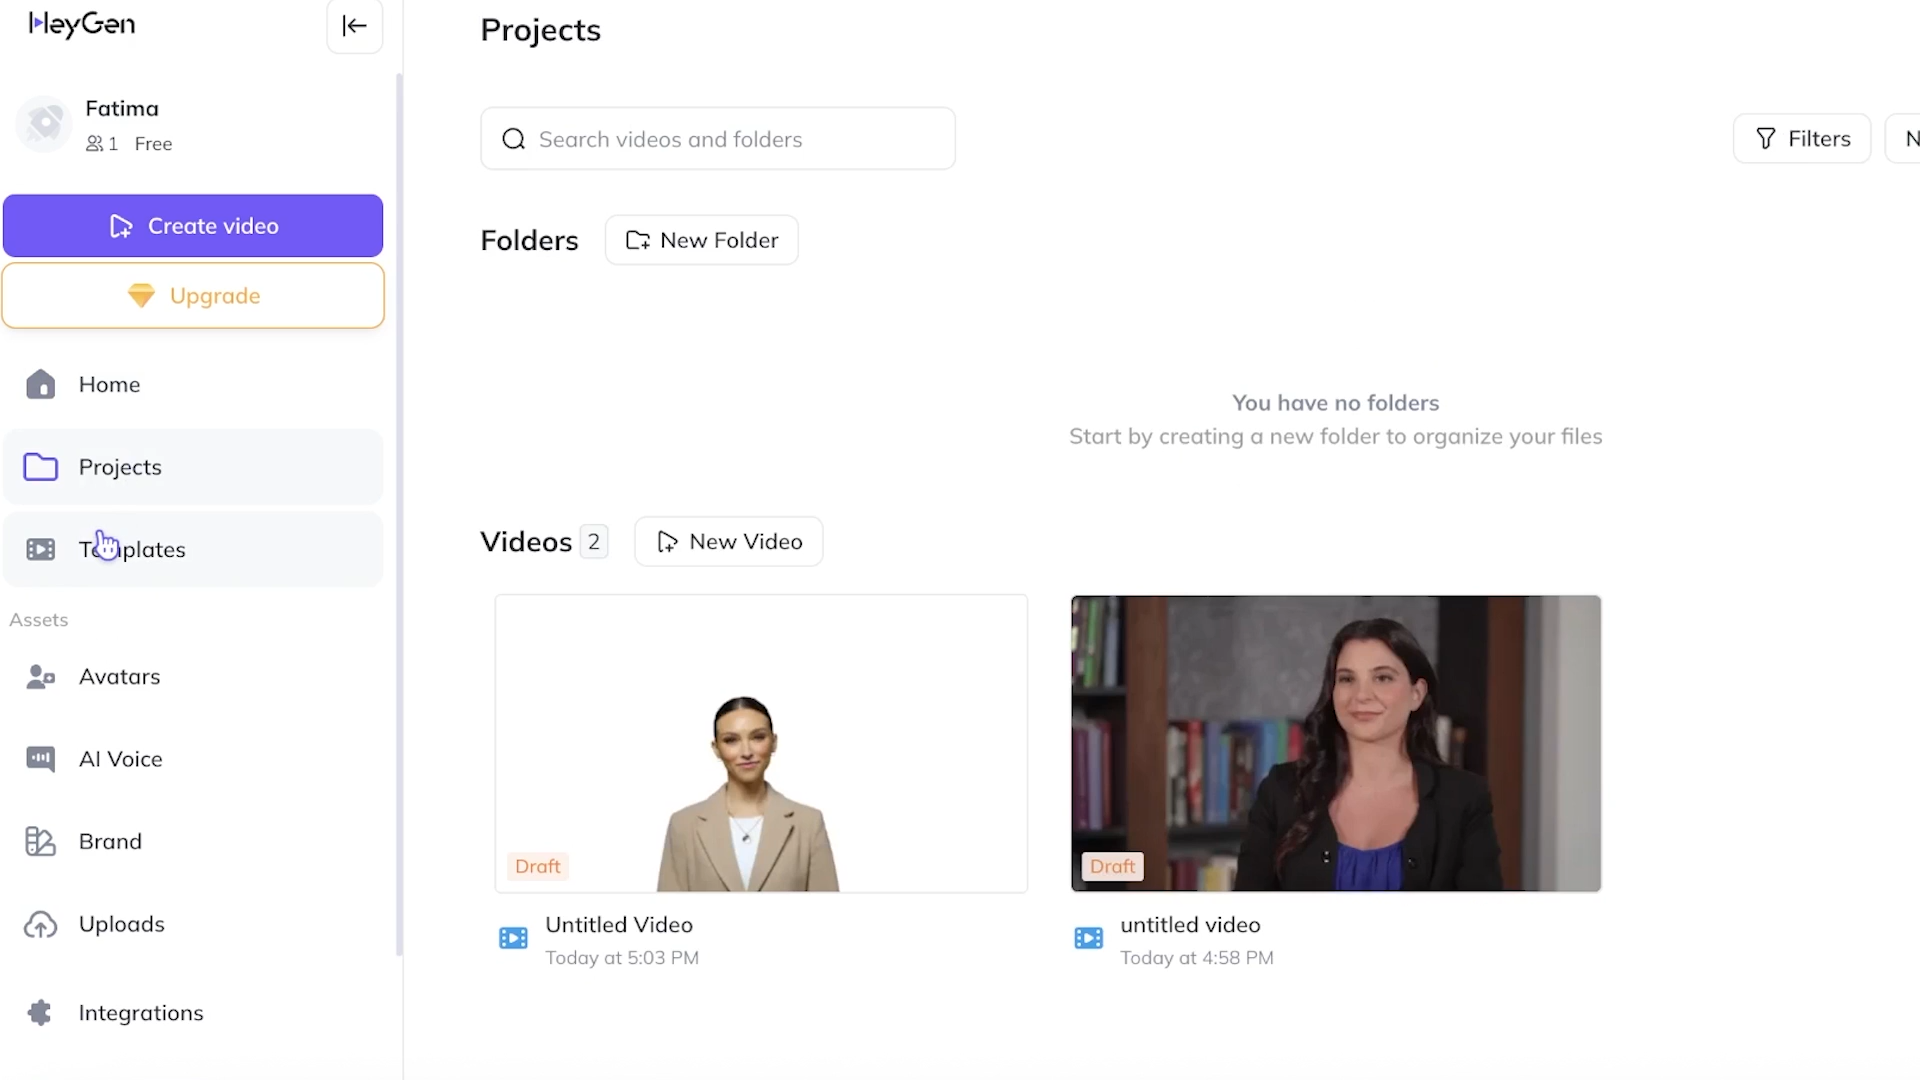 HeyGen
Fatima
1 Free
Create video
Upgrade
Home
Projects
Templates
Assets
Avatars
AI Voice
Brand
Uploads
Integrations
Projects
Search videos and folders
Filters
N
Folders
New Folder
You have no folders
Start by creating a new folder to organize your files
Videos 2
New Video
Draft
Untitled Video
Today at 5:03 PM
Draft
untitled video
Today at 4:58 PM